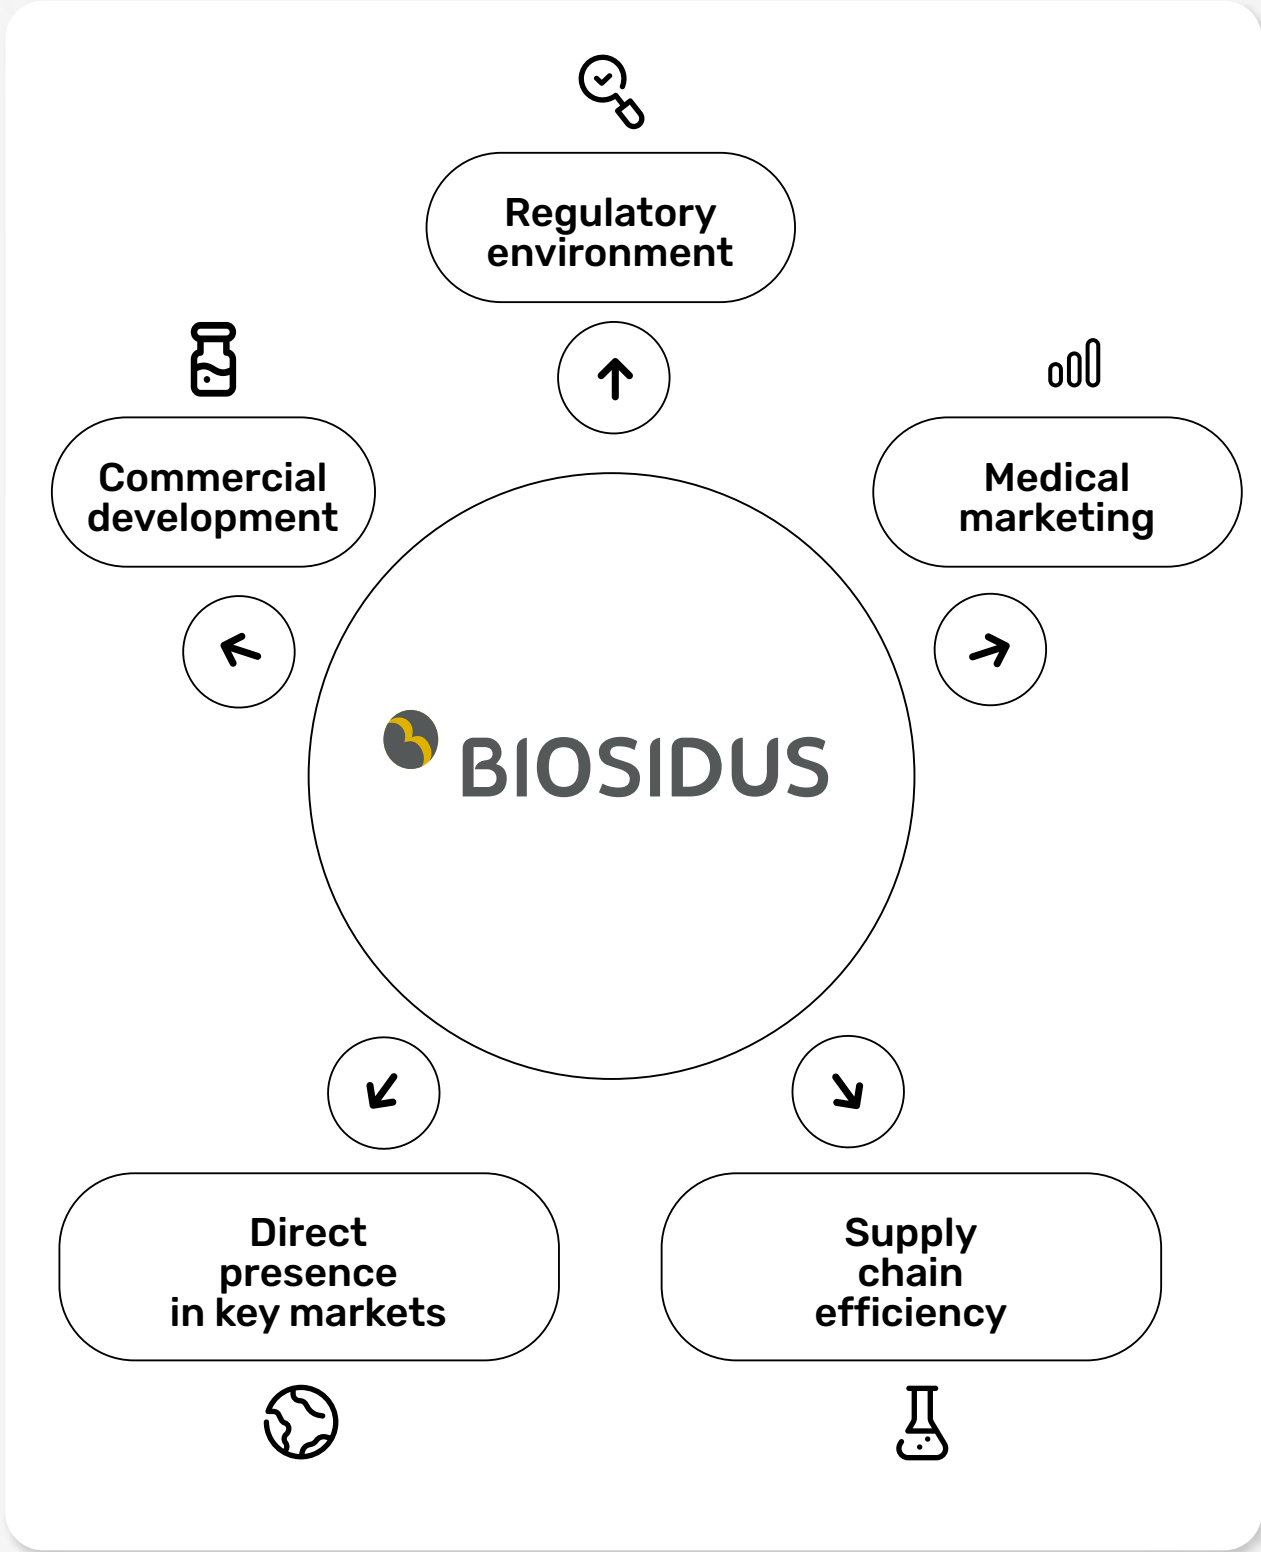 Regulatory
environment
Commercial
development
Medical
marketing
BIOSIDUS
Direct
presence
in key markets
Supply
chain
efficiency